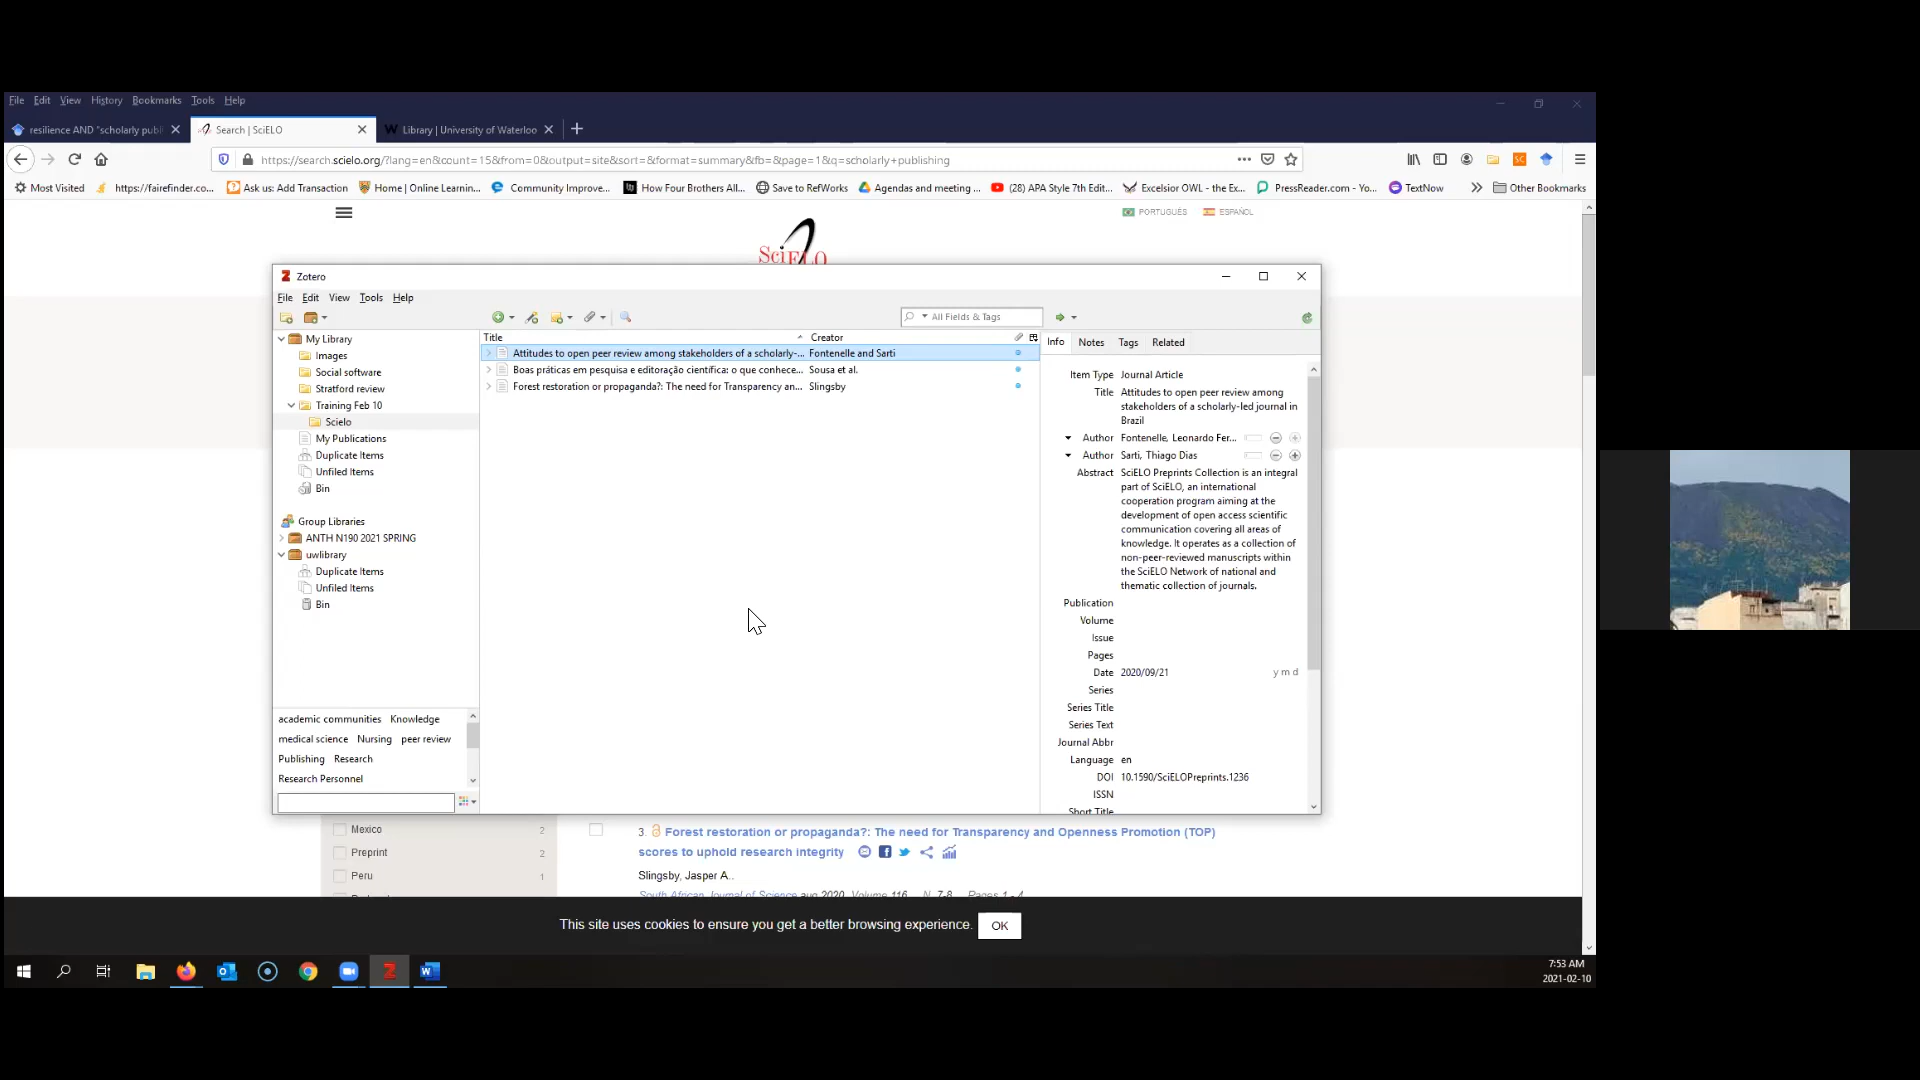 File Edit View History Bookmarks Tools Help
resilience AND "scholarly publ
Search | SciELO
Library | University of Waterloo
https://search.scielo.org/?lang=en&count=15&from=0&output=site&sort=&format=summary&fb=&page=1&q=scholarly+publishing
Most Visited https://fairefinder.co... Ask us: Add Transaction Home | Online Learnin... Community Improve... How Four Brothers All... Save to RefWorks Agendas and meeting ... (28) APA Style 7th Edit... Excelsior OWL - the Ex... PressReader.com - Yo... TextNow Other Bookmarks
PORTUGUÊS ESPAÑOL
SciELO
Zotero
File Edit View Tools Help
All Fields & Tags
My Library
Images
Social software
Stratford review
Training Feb 10
Scielo
My Publications
Duplicate Items
Unfiled Items
Bin
Group Libraries
ANTH N190 2021 SPRING
uwlibrary
Duplicate Items
Unfiled Items
Bin
academic communities Knowledge
medical science Nursing peer review
Publishing Research
Research Personnel
Title Creator
Attitudes to open peer review among stakeholders of a scholarly-... Fontenelle and Sarti
Boas práticas em pesquisa e editoração científica: o que conhece... Sousa et al.
Forest restoration or propaganda?: The need for Transparency an... Slingsby
Info Notes Tags Related
Item Type Journal Article
Title Attitudes to open peer review among
stakeholders of a scholarly-led journal in
Brazil
Author Fontenelle, Leonardo Fer...
Author Sarti, Thiago Dias
Abstract SciELO Preprints Collection is an integral
part of SciELO, an international
cooperation program aiming at the
development of open access scientific
communication covering all areas of
knowledge. It operates as a collection of
non-peer-reviewed manuscripts within
the SciELO Network of national and
thematic collection of journals.
Publication
Volume
Issue
Pages
Date 2020/09/21 y m d
Series
Series Title
Series Text
Journal Abbr
Language en
DOI 10.1590/SciELOPreprints.1236
ISSN
Short Title
Mexico 2
Preprint 2
Peru 1
3. Forest restoration or propaganda?: The need for Transparency and Openness Promotion (TOP)
scores to uphold research integrity
Slingsby, Jasper A..
South African Journal of Science aug 2020, Volume 116 N. 7-8 Pages 1 - 4
This site uses cookies to ensure you get a better browsing experience. OK
7:53 AM
2021-02-10